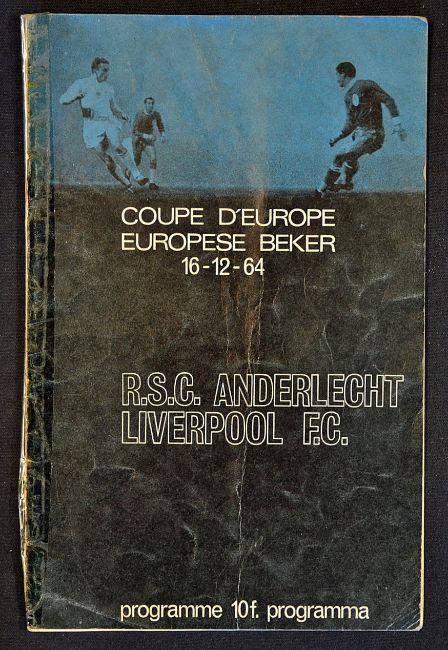 COUPE D'EUROPE
EUROPESE BEKER
16-12-64
R.S.C. ANDERLECHT
LIVERPOOL F.C.
programme 10f. programma